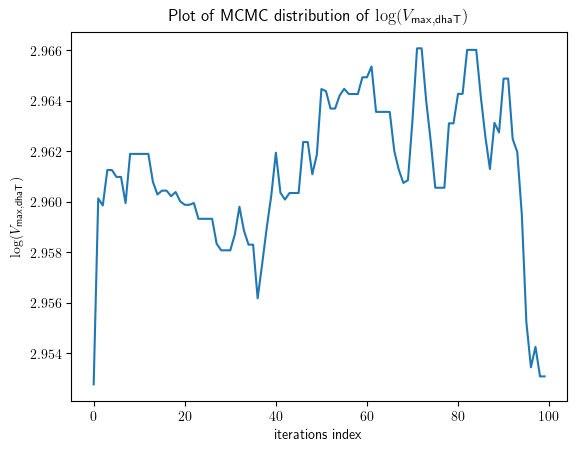 Plot of MCMC distribution of log(V_max,dhaT)
log(V_max,dhaT)
2.966
2.964
2.962
2.960
2.958
2.956
2.954
0 20 40 60 80 100
iterations index